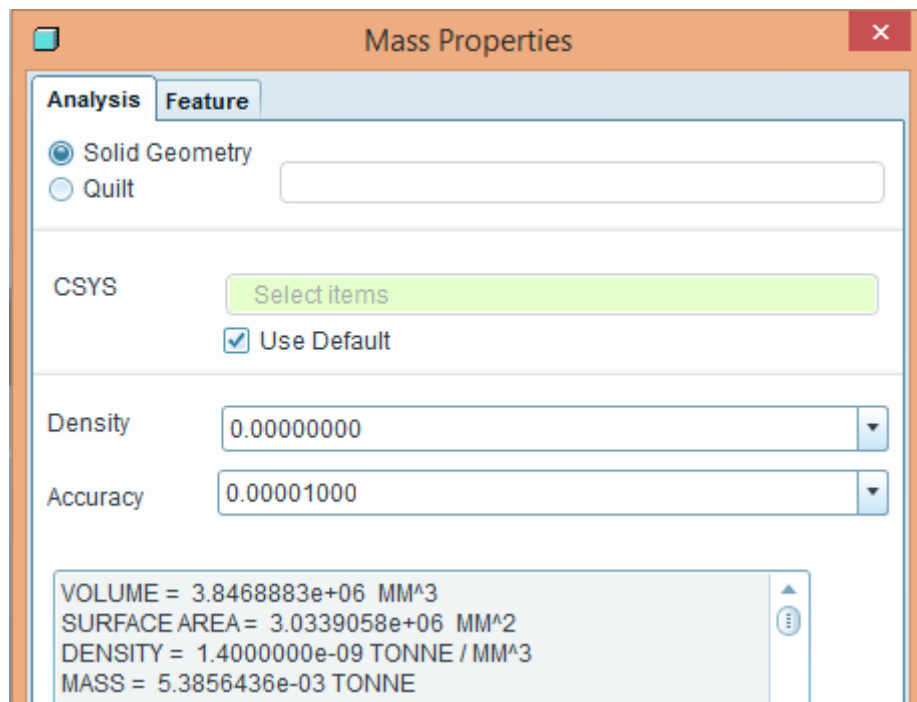 Mass Properties
Analysis Feature
Solid Geometry
Quilt
CSYS Select items
Use Default
Density 0.00000000
Accuracy 0.00001000
VOLUME = 3.8468883e+06 MM^3
SURFACE AREA = 3.0339058e+06 MM^2
DENSITY = 1.4000000e-09 TONNE / MM^3
MASS = 5.3856436e-03 TONNE